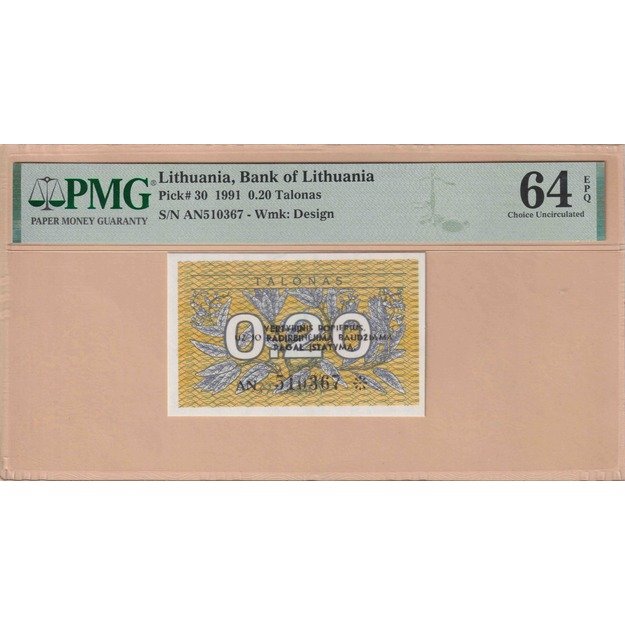 PMG®
PAPER MONEY GUARANTY
Lithuania, Bank of Lithuania
Pick# 30 1991 0.20 Talonas
S/N AN510367 - Wmk: Design
64 EPQ
Choice Uncirculated
TALONAS
0.20
VERTYBINIS POPIERIUS.
UŽ JO PADIRBINĖJIMĄ BAUDŽIAMA
PAGAL ĮSTATYMĄ.
AN 510367